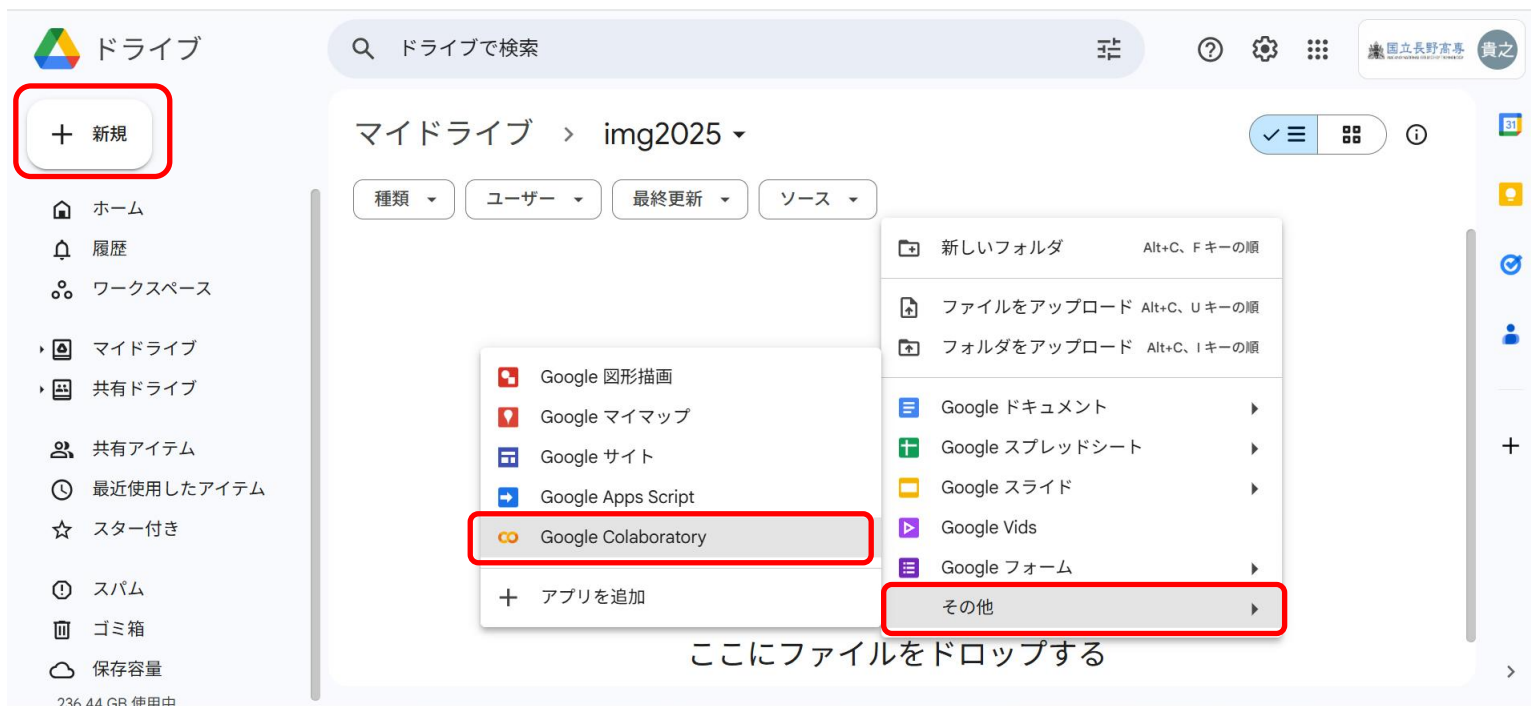 ドライブ
ドライブで検索
国立長野高専
貴之
新規
マイドライブ > img2025
31
種類
ユーザー
最終更新
ソース
ホーム
履歴
ワークスペース
マイドライブ
共有ドライブ
共有アイテム
最近使用したアイテム
スター付き
スパム
ゴミ箱
保存容量
236.44 GB 使用中
新しいフォルダ Alt+C、F キーの順
ファイルをアップロード Alt+C、U キーの順
フォルダをアップロード Alt+C、I キーの順
Google ドキュメント
Google スプレッドシート
Google スライド
Google Vids
Google フォーム
その他
Google 図形描画
Google マイマップ
Google サイト
Google Apps Script
Google Colaboratory
アプリを追加
ここにファイルをドロップする